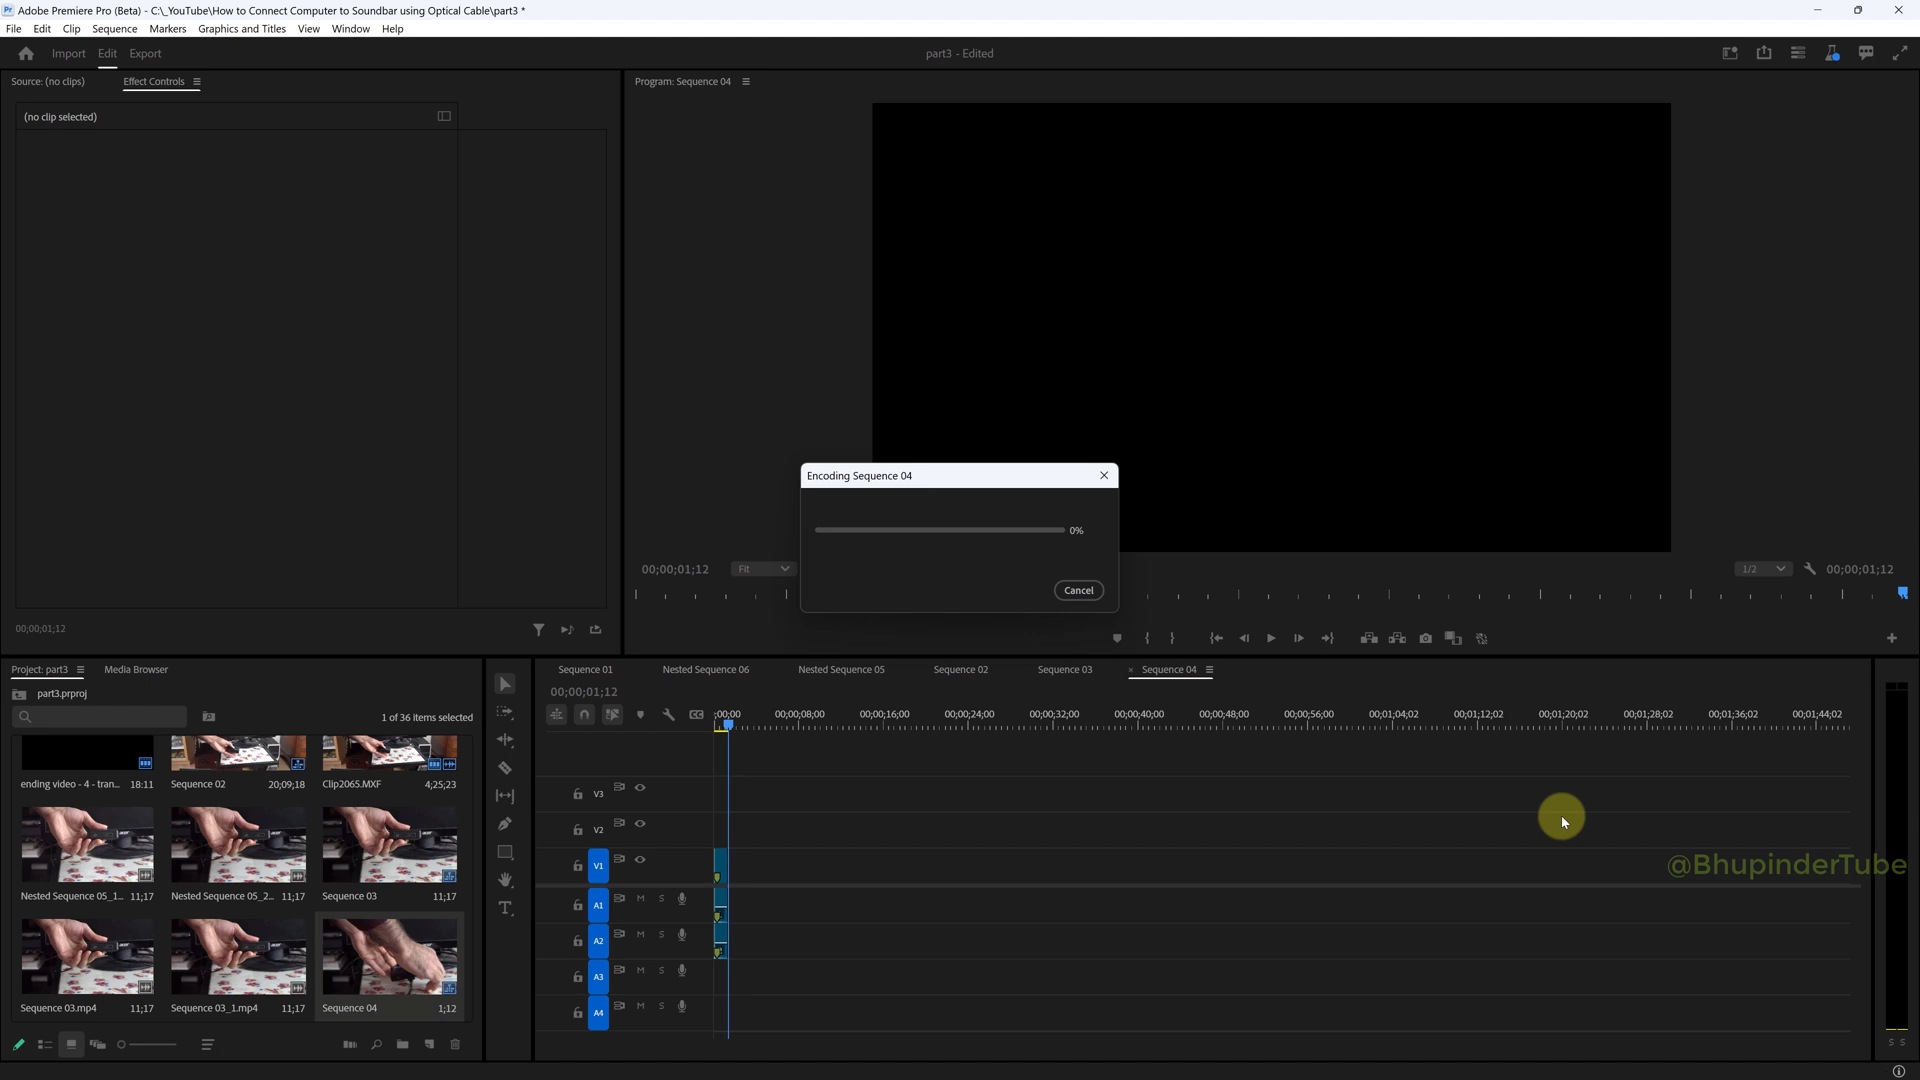 Pr Adobe Premiere Pro (Beta) - C:\_YouTube\How to Connect Computer to Soundbar using Optical Cable\part3 *
File Edit Clip Sequence Markers Graphics and Titles View Window Help
Import Edit Export part3 - Edited
Source: (no clips) Effect Controls Program: Sequence 04
(no clip selected)
Encoding Sequence 04
0%
Cancel
00;00;01;12 Fit 1/2 00;00;01;12
00;00;01;12
Project: part3 Media Browser
part3.prproj
1 of 36 items selected
ending video - 4 - tran... 18:11 Sequence 02 20;09;18 Clip2065.MXF 4;25;23
Nested Sequence 05_1... 11;17 Nested Sequence 05_2... 11;17 Sequence 03 11;17
Sequence 03.mp4 11;17 Sequence 03_1.mp4 11;17 Sequence 04 1;12
T
Sequence 01 Nested Sequence 06 Nested Sequence 05 Sequence 02 Sequence 03 × Sequence 04
00;00;01;12
CC ;00;00 00;00;08;00 00;00;16;00 00;00;24;00 00;00;32;00 00;00;40;00 00;00;48;00 00;00;56;00 00;01;04;02 00;01;12;02 00;01;20;02 00;01;28;02 00;01;36;02 00;01;44;02
V3
V2
V1
A1 M S
A2 M S
A3 M S
A4 M S
@BhupinderTube
S S